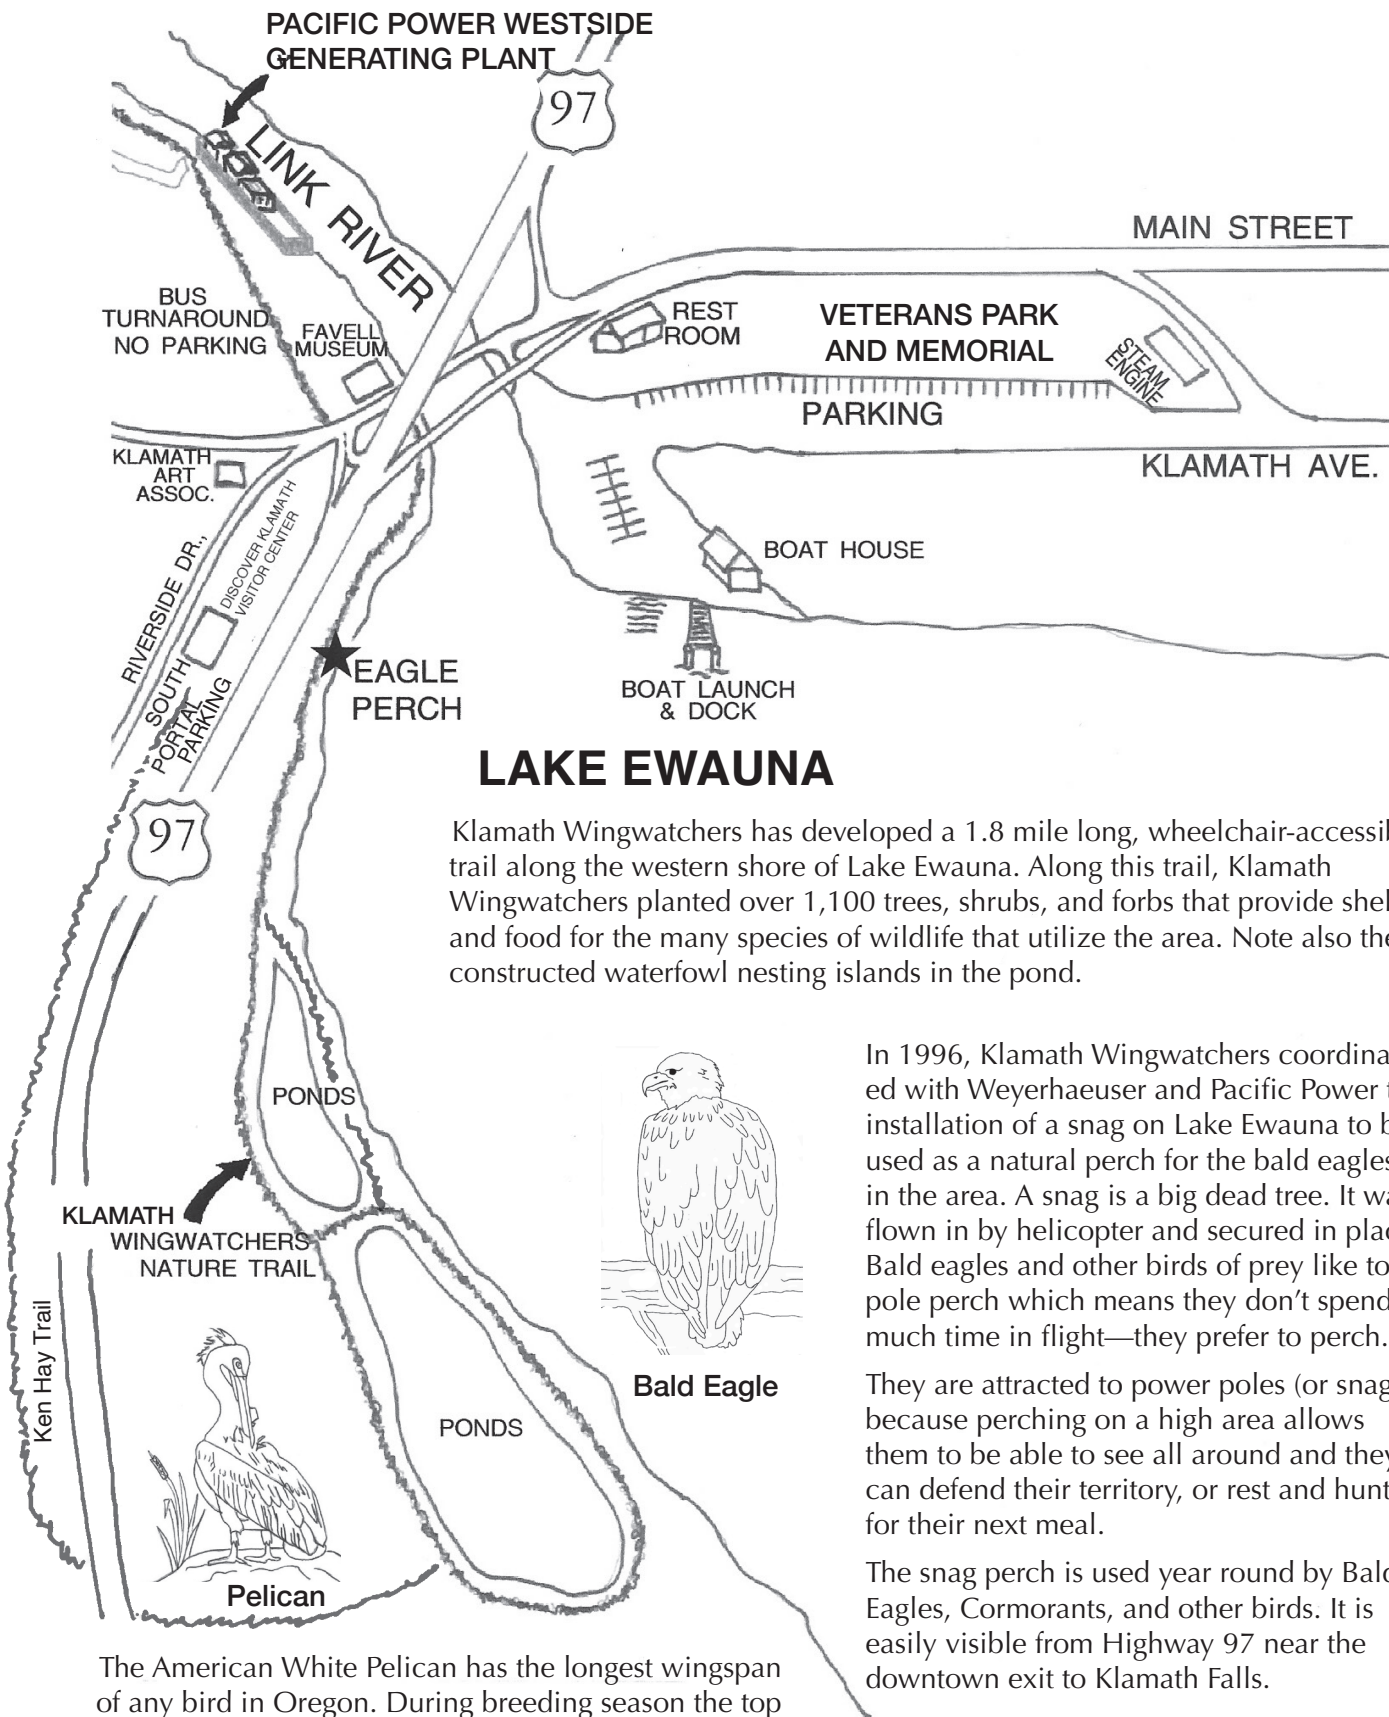 PACIFIC POWER WESTSIDE
GENERATING PLANT
97
LINK RIVER
MAIN STREET
BUS
TURNAROUND
NO PARKING
FAVELL
MUSEUM
REST
ROOM
VETERANS PARK
AND MEMORIAL
STEAM
ENGINE
PARKING
KLAMATH AVE.
KLAMATH
ART
ASSOC.
DISCOVER KLAMATH
VISITOR CENTER
RIVERSIDE DR.,
BOAT HOUSE
SOUTH
PORTAL
PARKING
EAGLE
PERCH
BOAT LAUNCH
& DOCK
LAKE EWAUNA
97
Klamath Wingwatchers has developed a 1.8 mile long, wheelchair-accessi
trail along the western shore of Lake Ewauna. Along this trail, Klamath
Wingwatchers planted over 1,100 trees, shrubs, and forbs that provide shel
and food for the many species of wildlife that utilize the area. Note also the
constructed waterfowl nesting islands in the pond.
PONDS
KLAMATH
WINGWATCHERS
NATURE TRAIL
Ken Hay Trail
PONDS
Bald Eagle
Pelican
In 1996, Klamath Wingwatchers coordina
ed with Weyerhaeuser and Pacific Power t
installation of a snag on Lake Ewauna to b
used as a natural perch for the bald eagles
in the area. A snag is a big dead tree. It wa
flown in by helicopter and secured in plac
Bald eagles and other birds of prey like to
pole perch which means they don’t spend
much time in flight—they prefer to perch.
They are attracted to power poles (or snag
because perching on a high area allows
them to be able to see all around and they
can defend their territory, or rest and hunt
for their next meal.
The snag perch is used year round by Bald
Eagles, Cormorants, and other birds. It is
easily visible from Highway 97 near the
downtown exit to Klamath Falls.
The American White Pelican has the longest wingspan
of any bird in Oregon. During breeding season the top